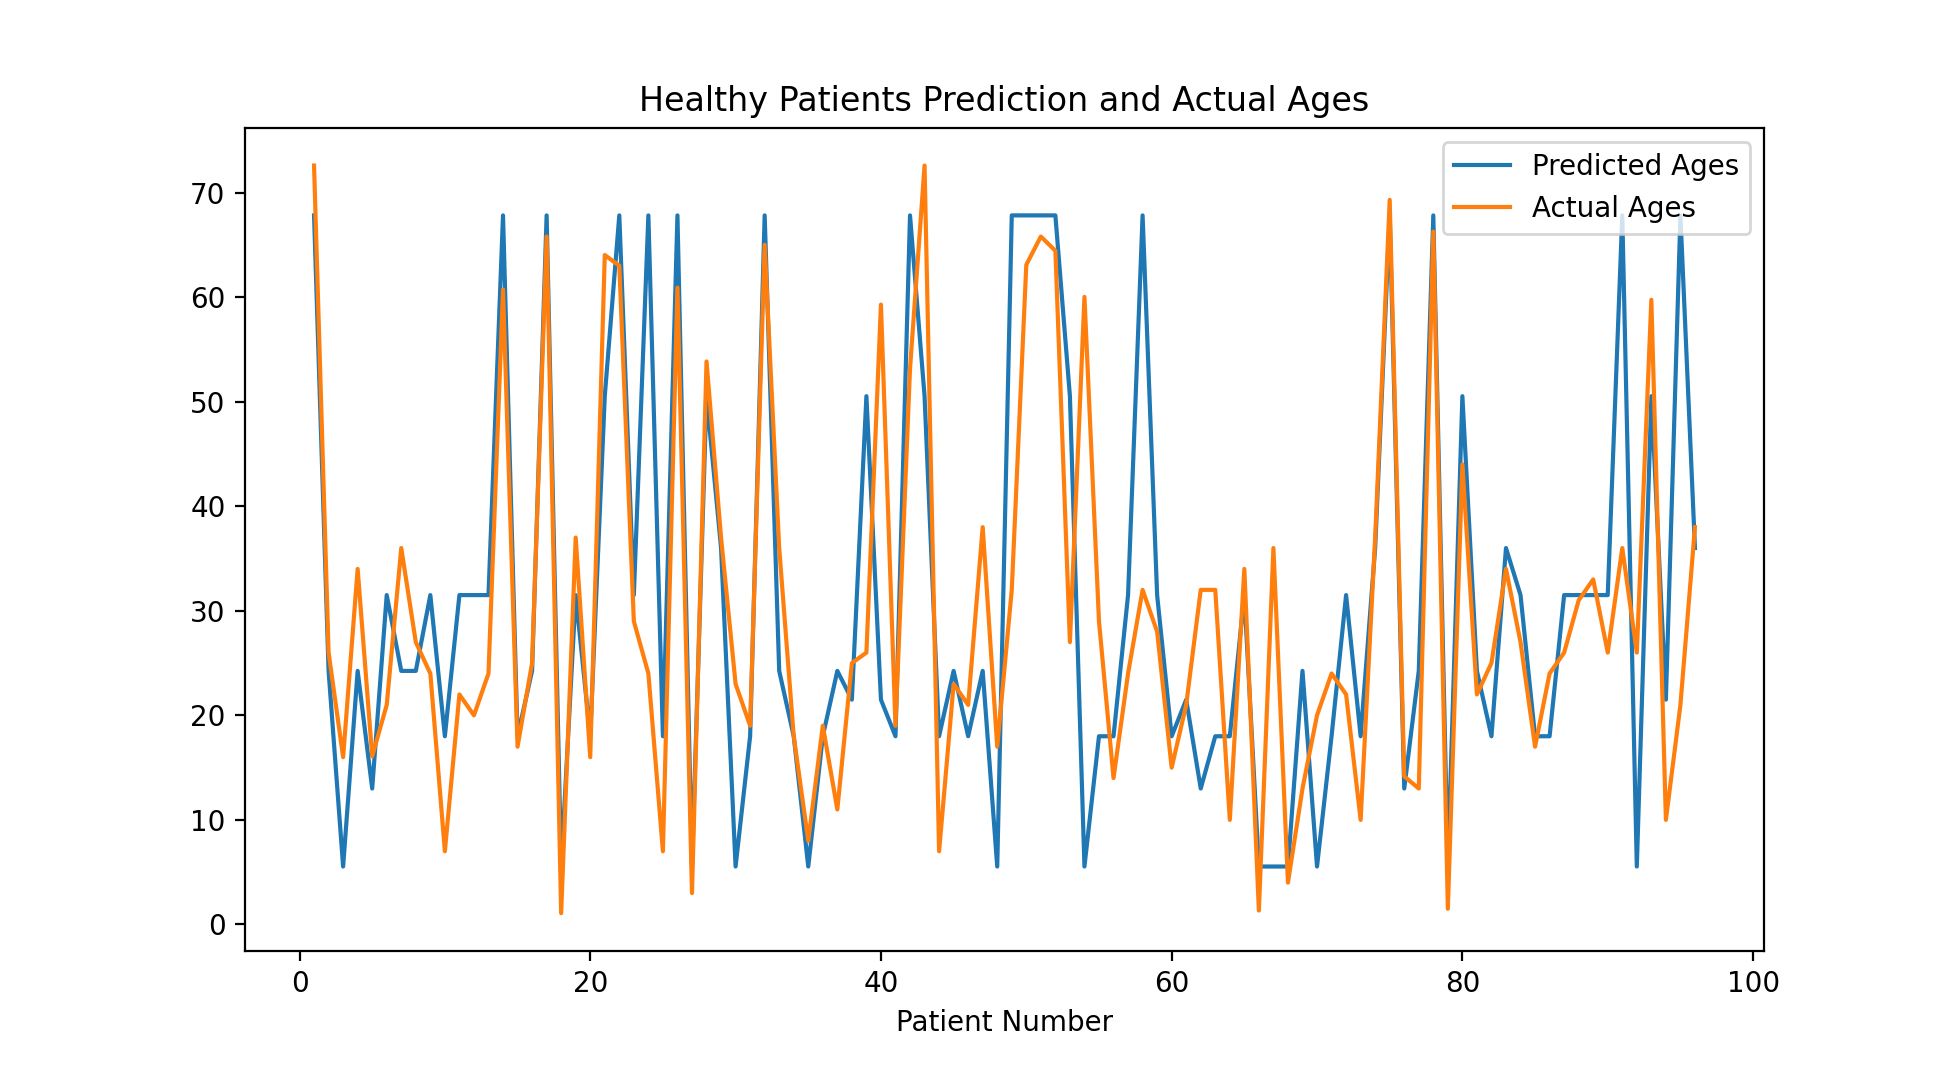 Healthy Patients Prediction and Actual Ages
Predicted Ages
Actual Ages
70
60
50
40
30
20
10
0
0 20 40 60 80 100
Patient Number